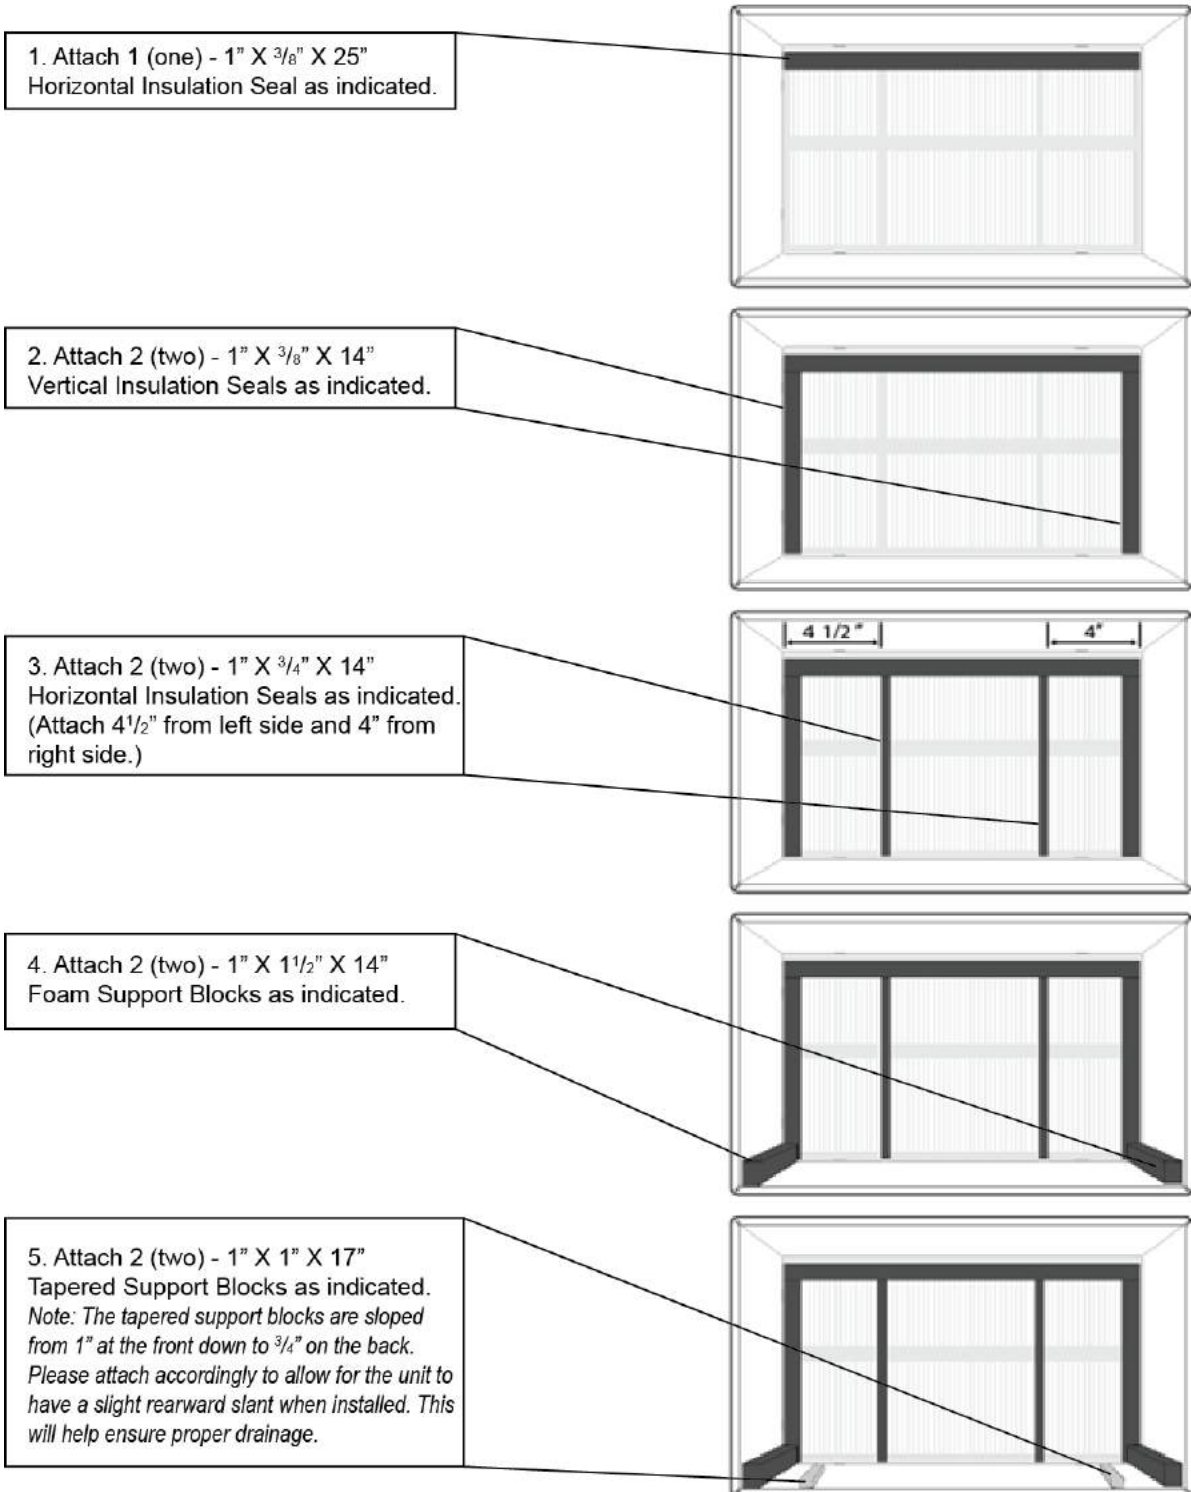 1. Attach 1 (one) - 1” X 3/8” X 25”
Horizontal Insulation Seal as indicated.
2. Attach 2 (two) - 1” X 3/8” X 14”
Vertical Insulation Seals as indicated.
4 1/2 "
4"
3. Attach 2 (two) - 1” X 3/4” X 14”
Horizontal Insulation Seals as indicated.
(Attach 41/2” from left side and 4” from
right side.)
4. Attach 2 (two) - 1” X 11/2” X 14”
Foam Support Blocks as indicated.
5. Attach 2 (two) - 1” X 1” X 17”
Tapered Support Blocks as indicated.
Note: The tapered support blocks are sloped
from 1” at the front down to 3/4” on the back.
Please attach accordingly to allow for the unit to
have a slight rearward slant when installed. This
will help ensure proper drainage.